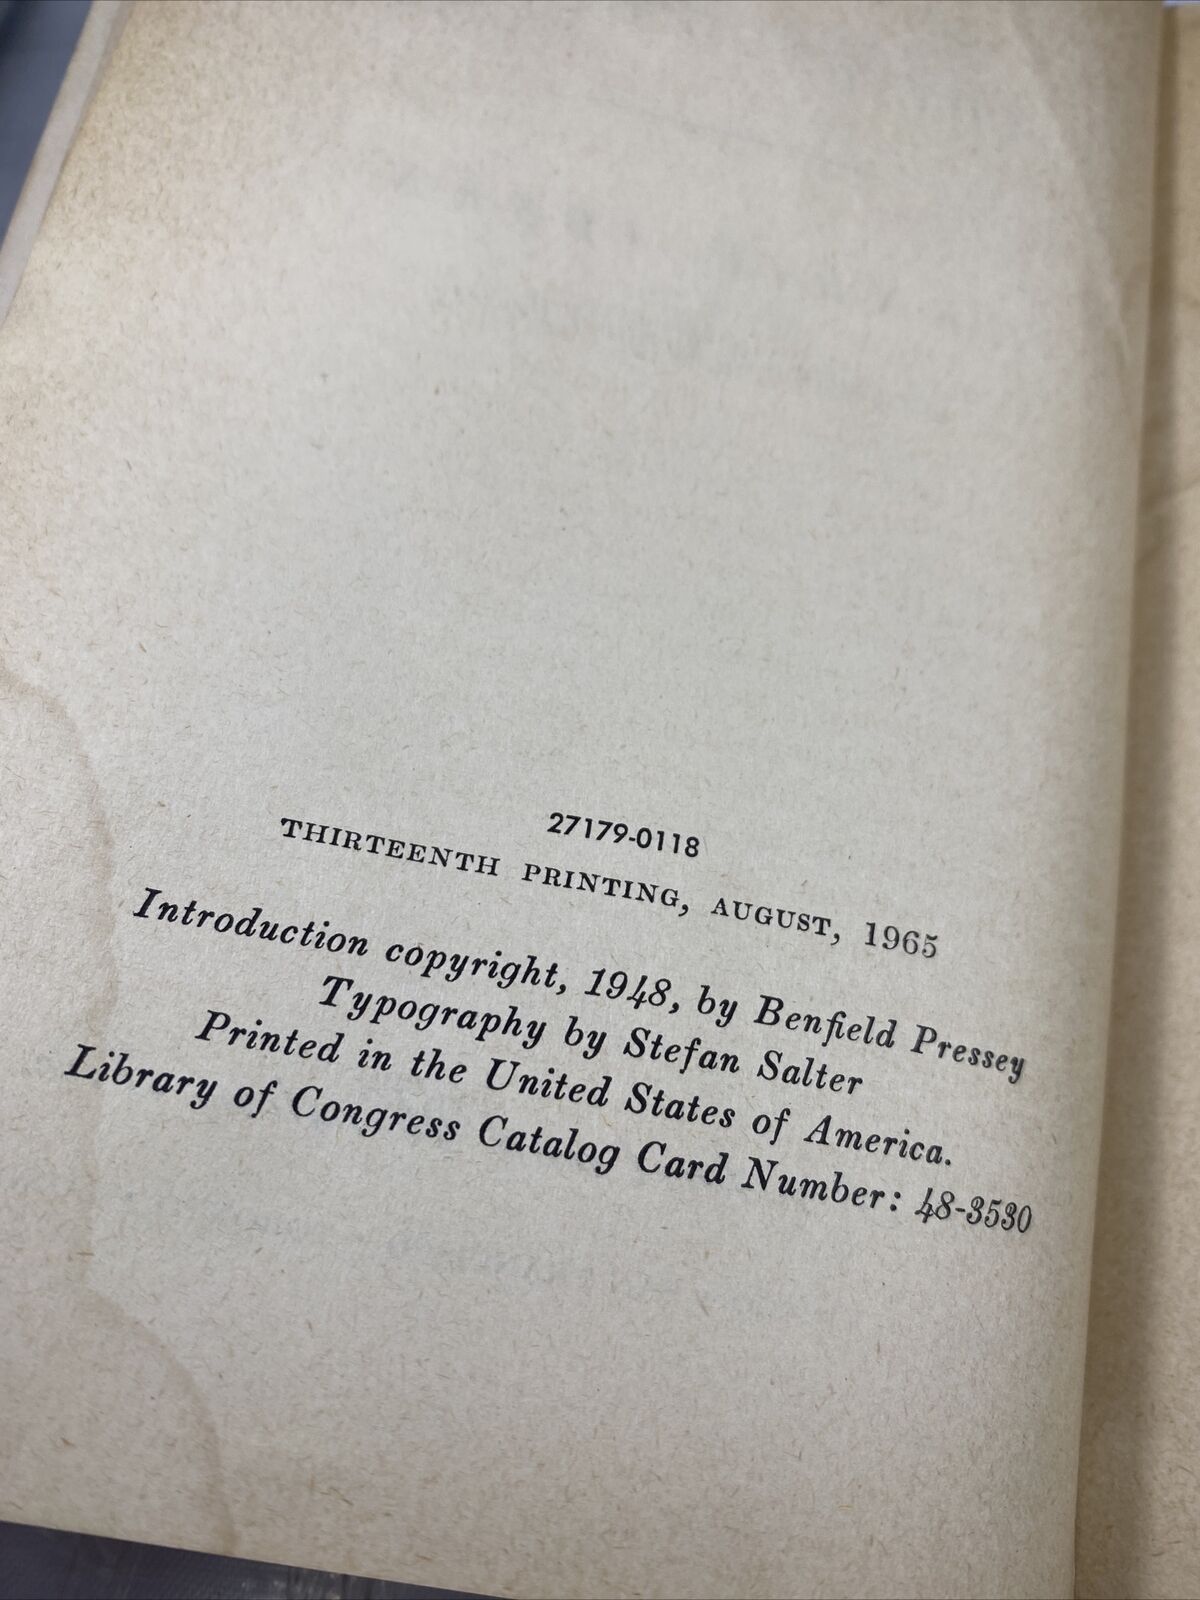 27179-0118
THIRTEENTH PRINTING, AUGUST, 1965
Introduction copyright, 1948, by Benfield Pressey
Typography by Stefan Salter
Printed in the United States of America.
Library of Congress Catalog Card Number: 48-3530